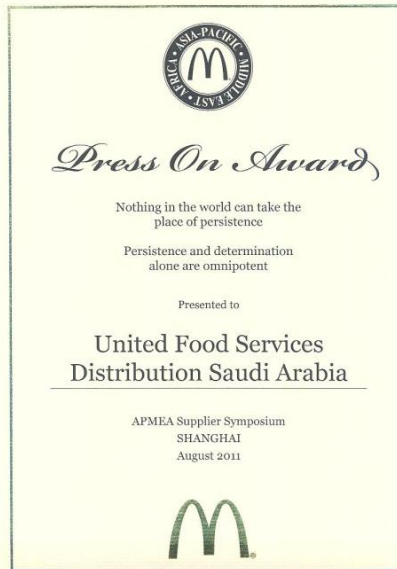 ASIA-PACIFIC • MIDDLE EAST • AFRICA •
Press On Award
Nothing in the world can take the
place of persistence
Persistence and determination
alone are omnipotent
Presented to
United Food Services
Distribution Saudi Arabia
APMEA Supplier Symposium
SHANGHAI
August 2011